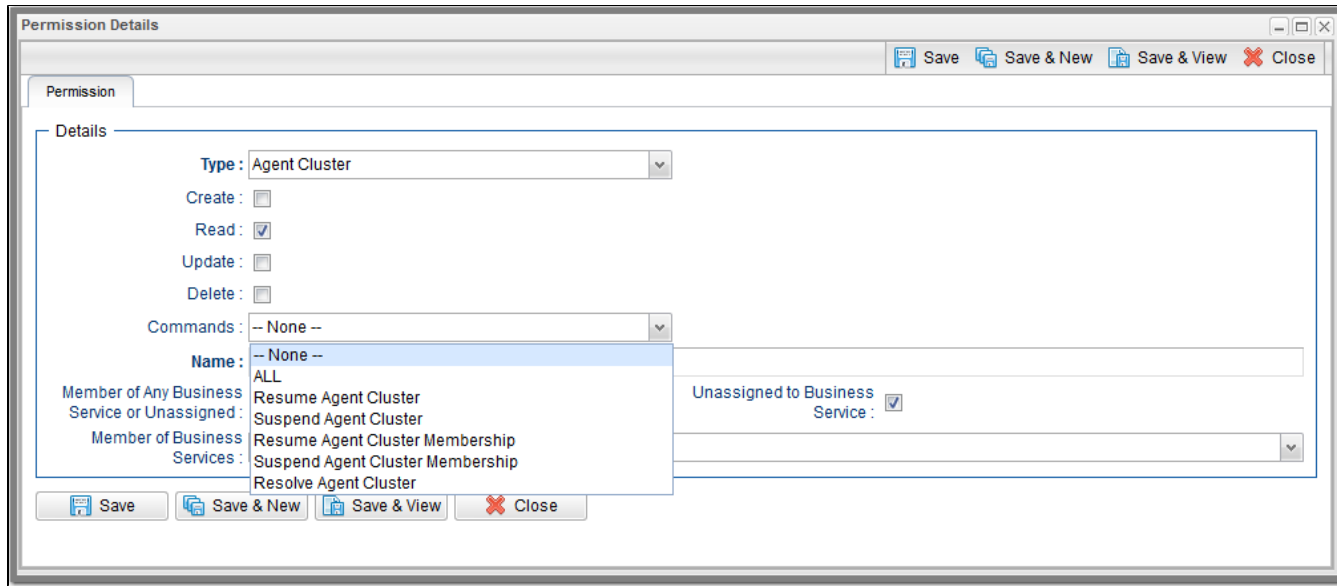 Permission Details
Save Save & New Save & View Close
Permission
Details
Type : Agent Cluster
Create :
Read :
Update :
Delete :
Commands : -- None --
Name :
-- None --
ALL
Resume Agent Cluster
Suspend Agent Cluster
Resume Agent Cluster Membership
Suspend Agent Cluster Membership
Resolve Agent Cluster
Member of Any Business
Service or Unassigned :
Unassigned to Business
Service :
Member of Business
Services :
Save Save & New Save & View Close